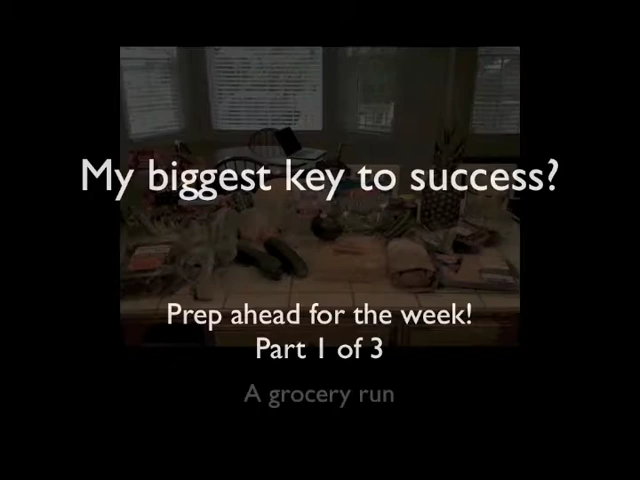 My biggest key to success?
Prep ahead for the week!
Part 1 of 3
A grocery run